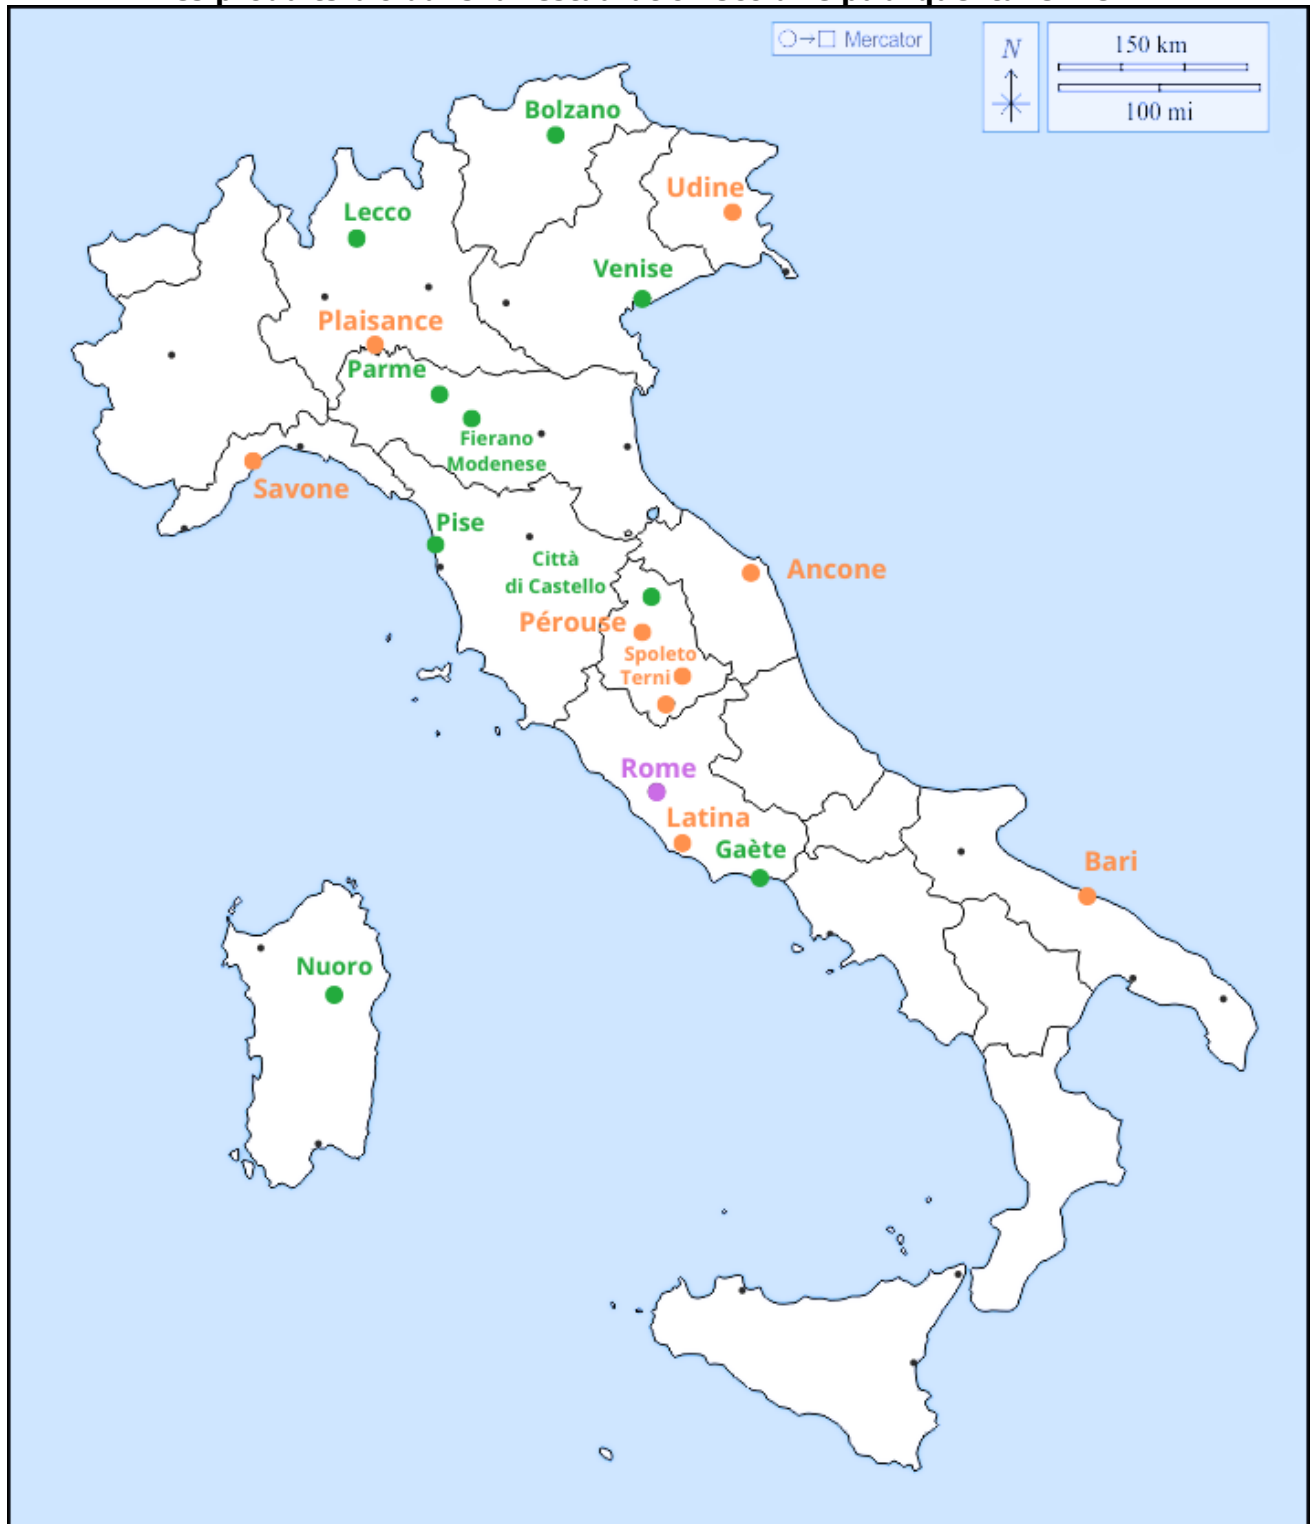 Mercator
N
150 km
100 mi
Bolzano
Udine
Lecco
Venise
Plaisance
Parme
Fierano
Modenese
Savone
Pise
Città
di Castello
Ancone
Pérouse
Spoleto
Terni
Rome
Latina
Gaète
Bari
Nuoro